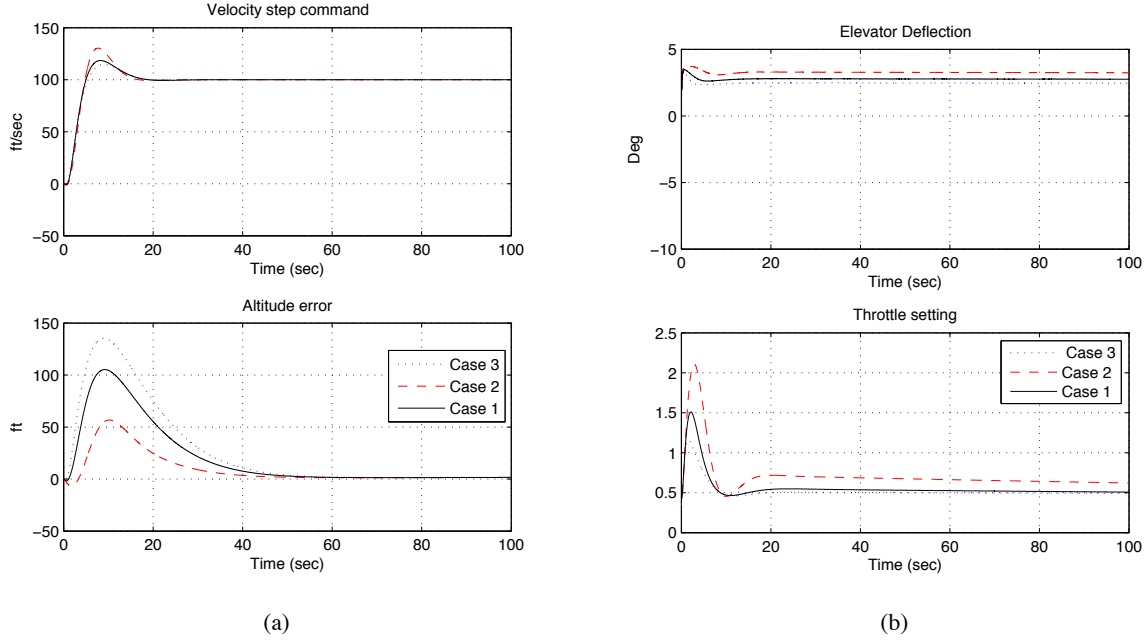 Velocity step command
150
100
50
0
−50
ft/sec
0 20 40 60 80 100
Time (sec)
Altitude error
150
100
50
0
−50
ft
Case 3
Case 2
Case 1
0 20 40 60 80 100
Time (sec)
(a)
Elevator Deflection
5
0
−5
−10
Deg
0 20 40 60 80 100
Time (sec)
Throttle setting
2.5
2
1.5
1
0.5
0
Case 3
Case 2
Case 1
0 20 40 60 80 100
Time (sec)
(b)